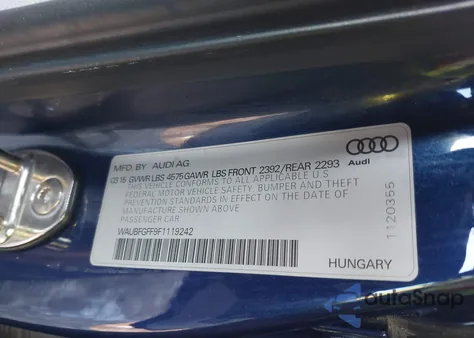 MFD. BY AUDI AG
03 15 GVWR LBS 4575 GAWR LBS FRONT 2392/REAR 2293
THIS VEHICLE CONFORMS TO ALL APPLICABLE U.S
FEDERAL MOTOR VEHICLE SAFETY, BUMPER AND THEFT
PREVENTION STANDARDS IN EFFECT ON THE DATE OF
MANUFACTURE SHOWN ABOVE.
PASSENGER CAR
WAUBFGFF9F1119242
Audi
1120355
HUNGARY
autoSnap